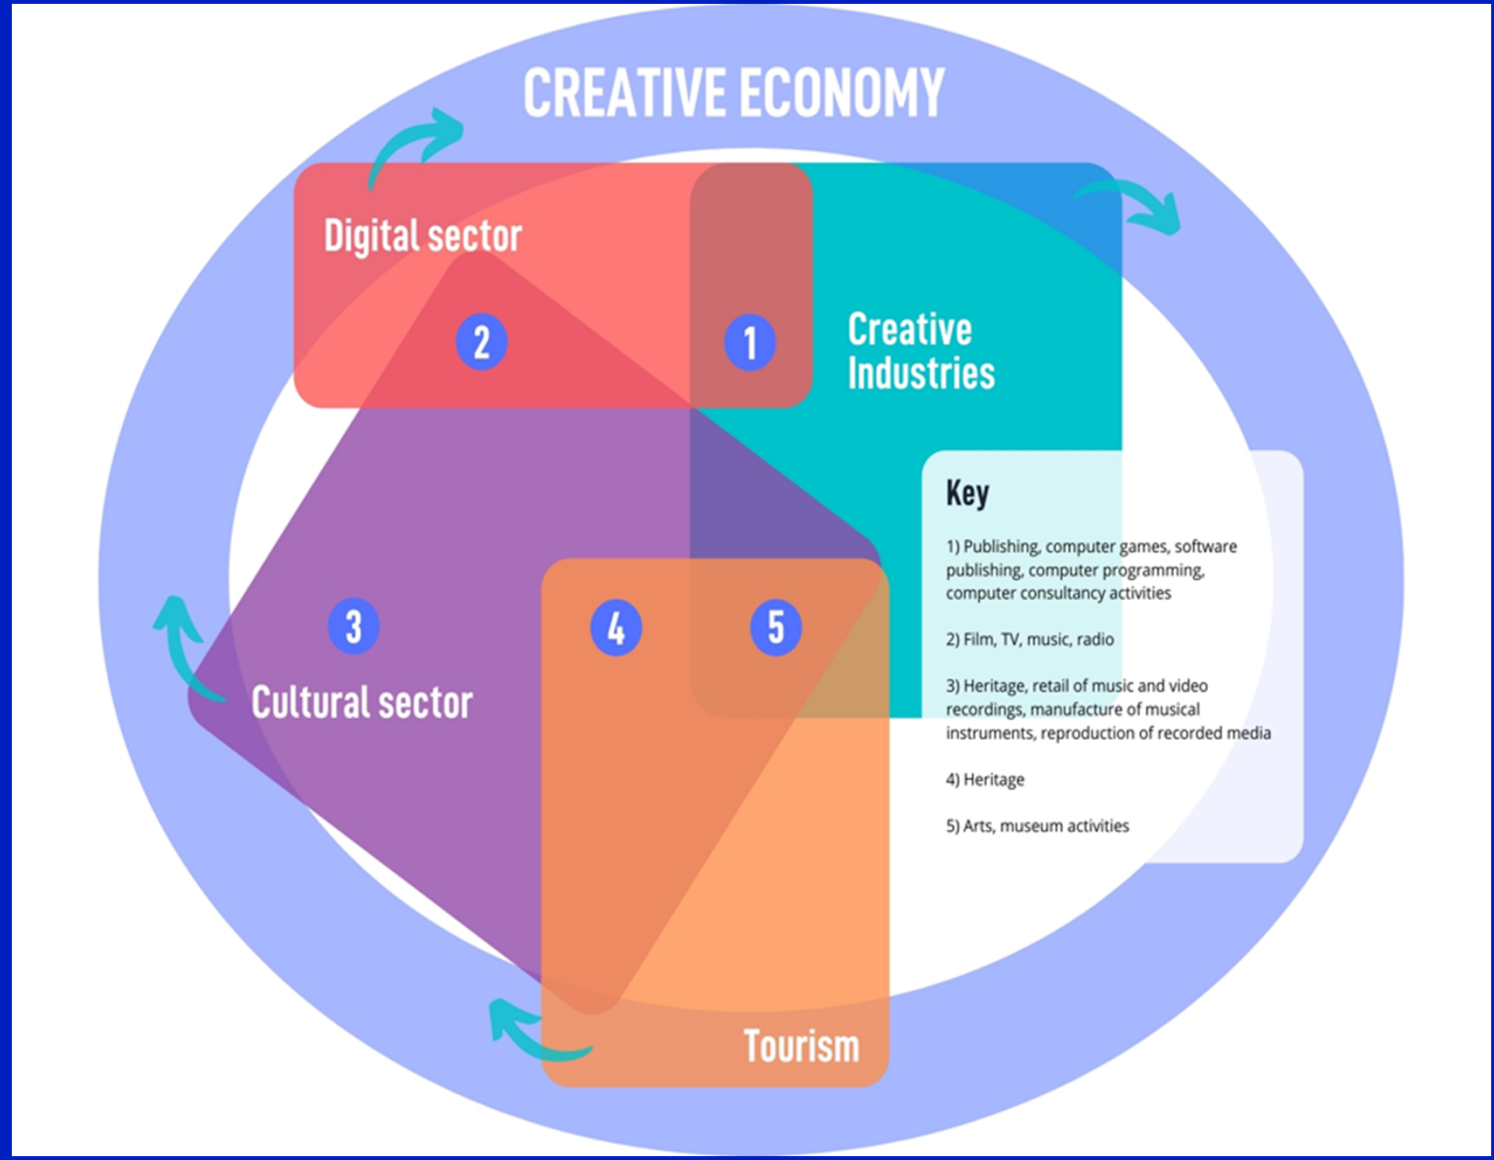 CREATIVE ECONOMY
Digital sector
2
1
Creative
Industries
3
Cultural sector
4
5
Tourism
Key
1) Publishing, computer games, software
publishing, computer programming,
computer consultancy activities
2) Film, TV, music, radio
3) Heritage, retail of music and video
recordings, manufacture of musical
instruments, reproduction of recorded media
4) Heritage
5) Arts, museum activities